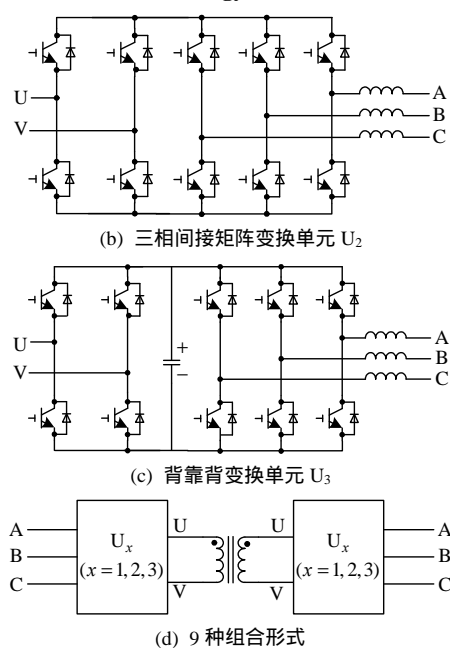 U
V
A
B
C
(b) 三相间接矩阵变换单元 U₂
U
V
+
−
A
B
C
(c) 背靠背变换单元 U₃
A
B
C
Uₓ
(x=1,2,3)
U
V
U
V
Uₓ
(x=1,2,3)
A
B
C
(d) 9 种组合形式